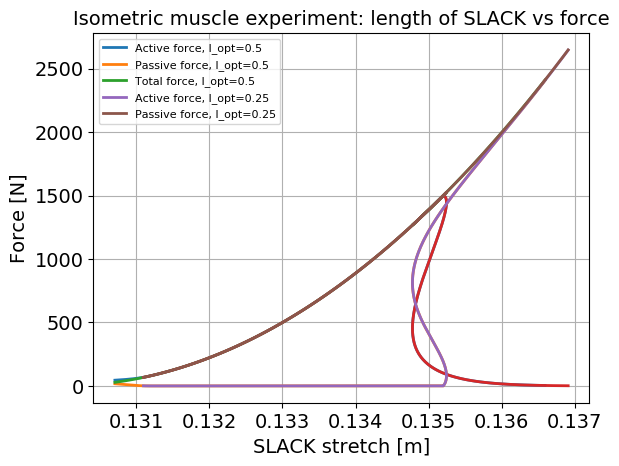 Isometric muscle experiment: length of SLACK vs force
Active force, l_opt=0.5
Passive force, l_opt=0.5
Total force, l_opt=0.5
Active force, l_opt=0.25
Passive force, l_opt=0.25
Force [N]
2500
2000
1500
1000
500
0
0.131 0.132 0.133 0.134 0.135 0.136 0.137
SLACK stretch [m]